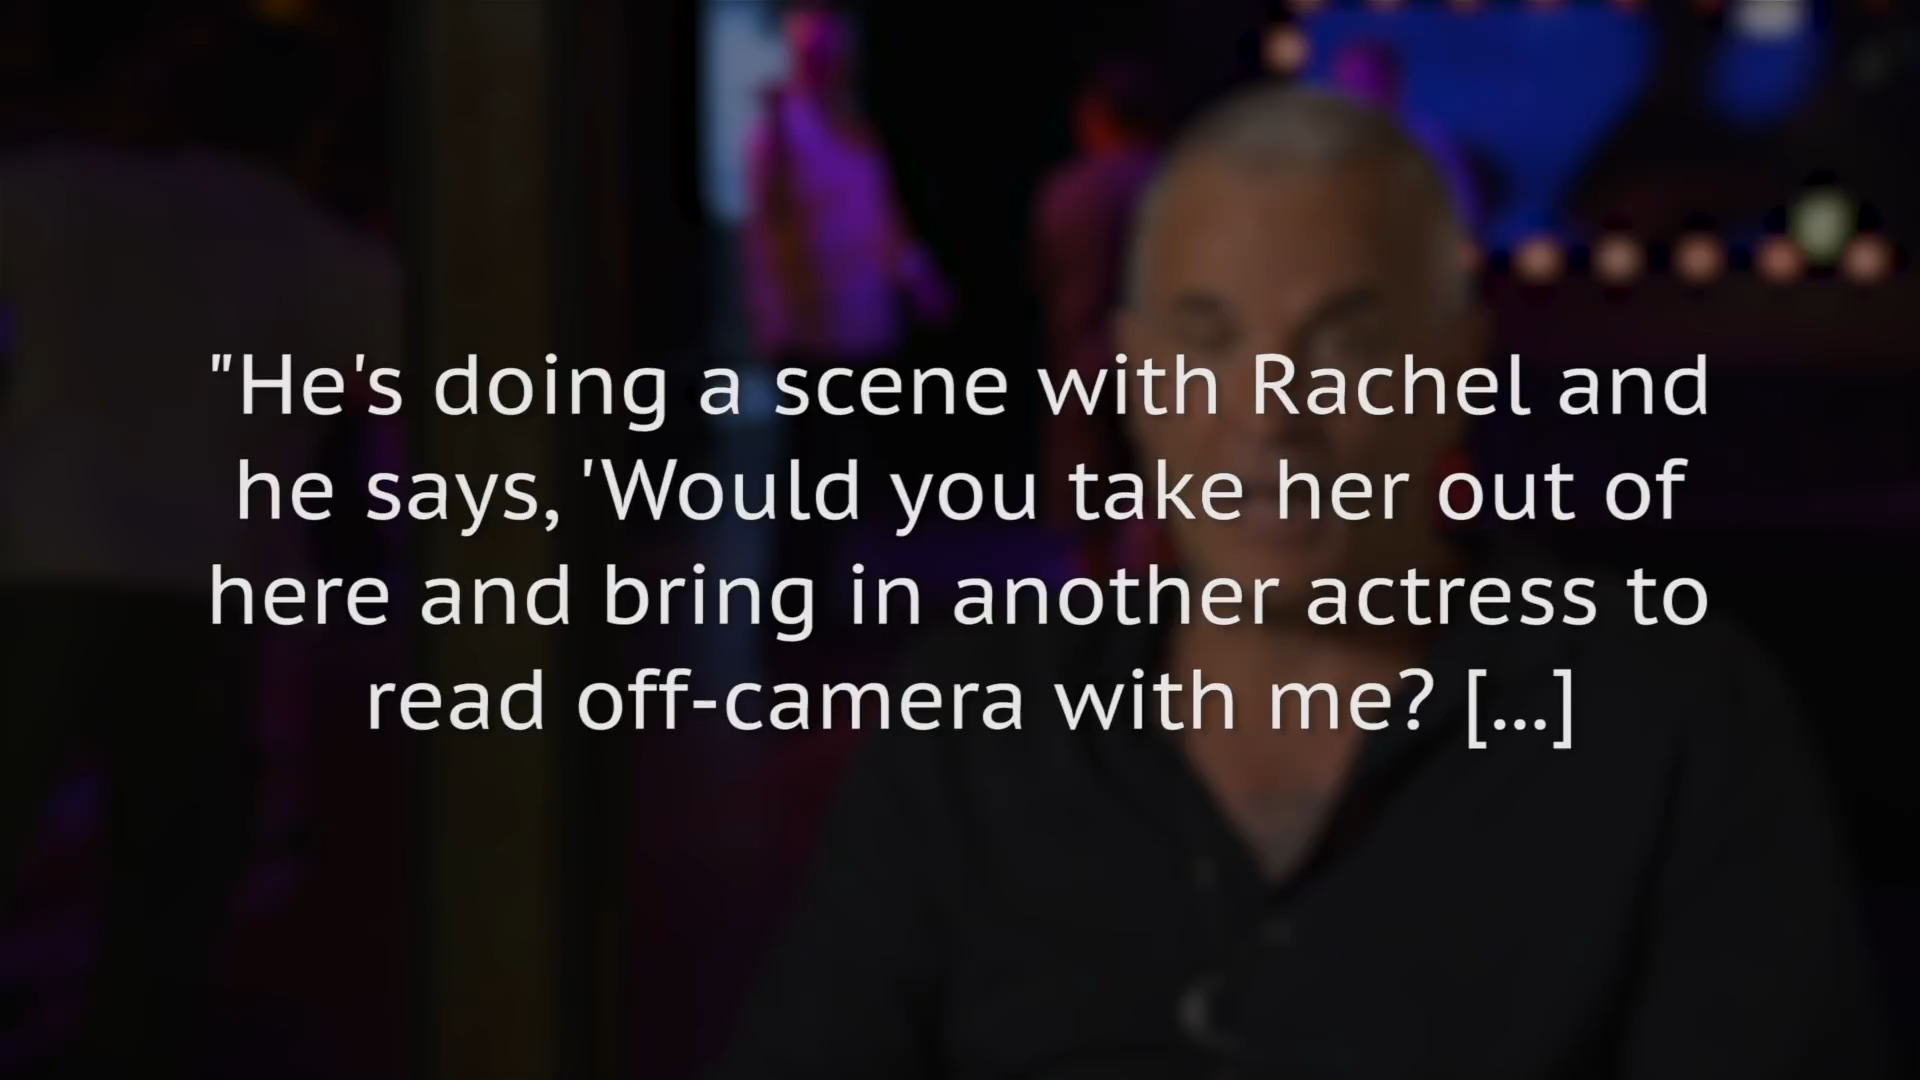 "He's doing a scene with Rachel and
he says, 'Would you take her out of
here and bring in another actress to
read off-camera with me? [...]